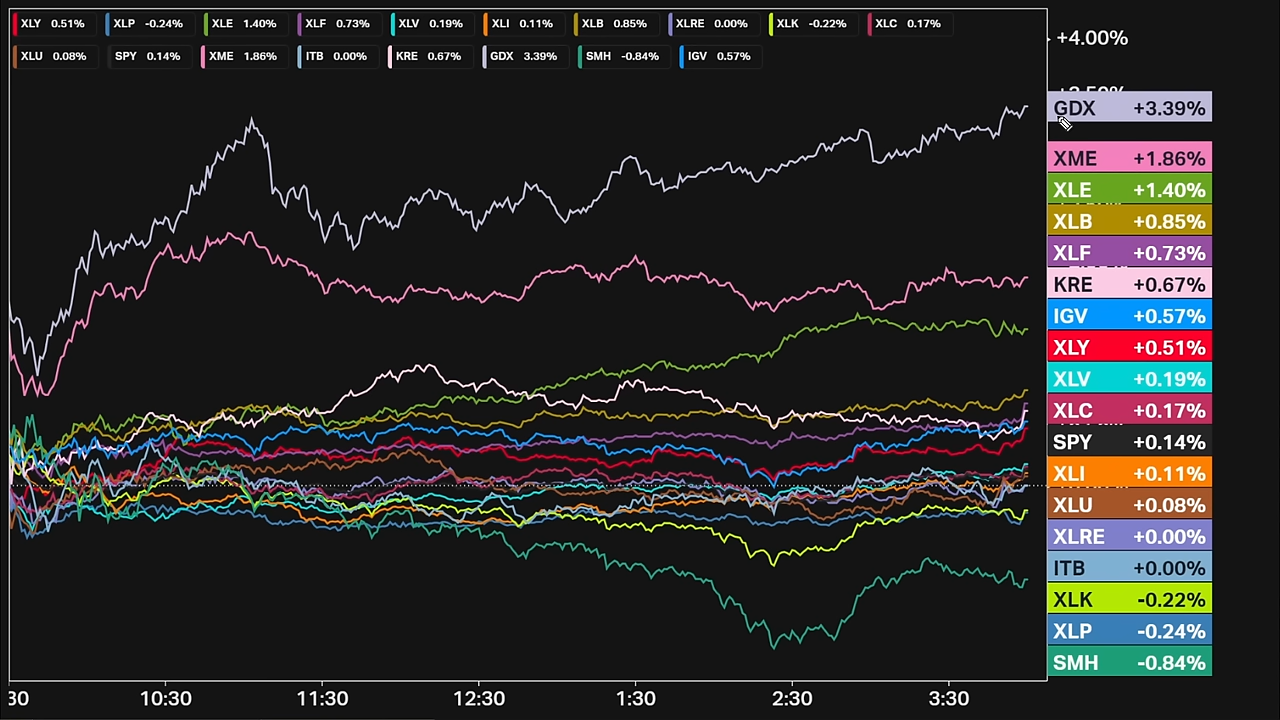 XLY 0.51% XLP -0.24% XLE 1.40% XLF 0.73% XLV 0.19% XLI 0.11% XLB 0.85% XLRE 0.00% XLK -0.22% XLC 0.17%
XLU 0.08% SPY 0.14% XME 1.86% ITB 0.00% KRE 0.67% GDX 3.39% SMH -0.84% IGV 0.57%
+4.00%
GDX +3.39%
XME +1.86%
XLE +1.40%
XLB +0.85%
XLF +0.73%
KRE +0.67%
IGV +0.57%
XLY +0.51%
XLV +0.19%
XLC +0.17%
SPY +0.14%
XLI +0.11%
XLU +0.08%
XLRE +0.00%
ITB +0.00%
XLK -0.22%
XLP -0.24%
SMH -0.84%
:30 10:30 11:30 12:30 1:30 2:30 3:30